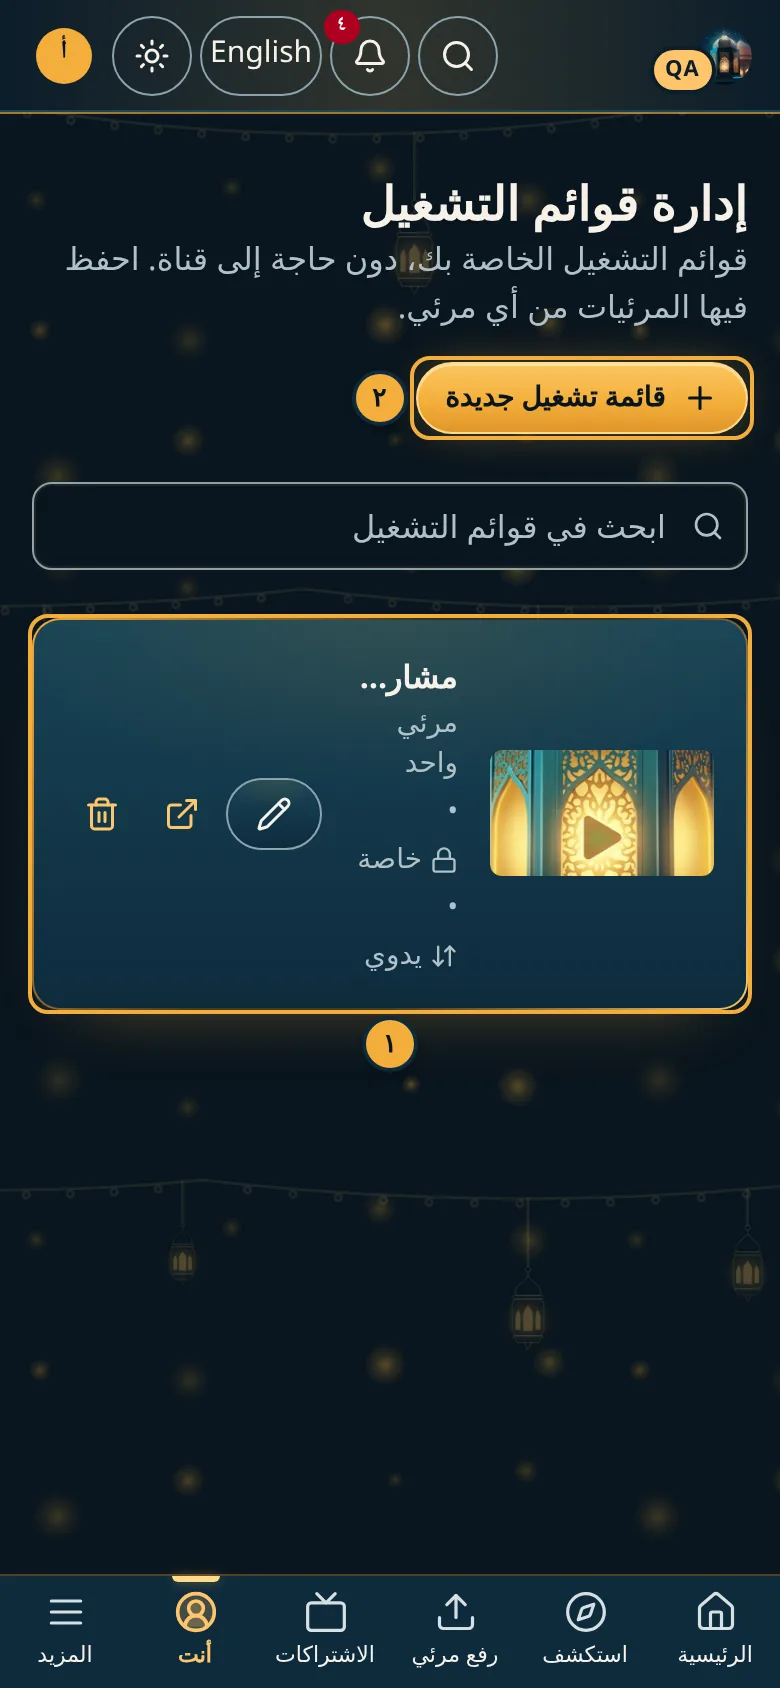 QA
٤
English
أ
إدارة قوائم التشغيل
قوائم التشغيل الخاصة بك، دون حاجة إلى قناة. احفظ
فيها المرئيات من أي مرئي.
قائمة تشغيل جديدة
٢
ابحث في قوائم التشغيل
مشار...
مرئي
واحد
•
خاصة
•
يدوي
١
الرئيسية
استكشف
رفع مرئي
الاشتراكات
أنت
المزيد